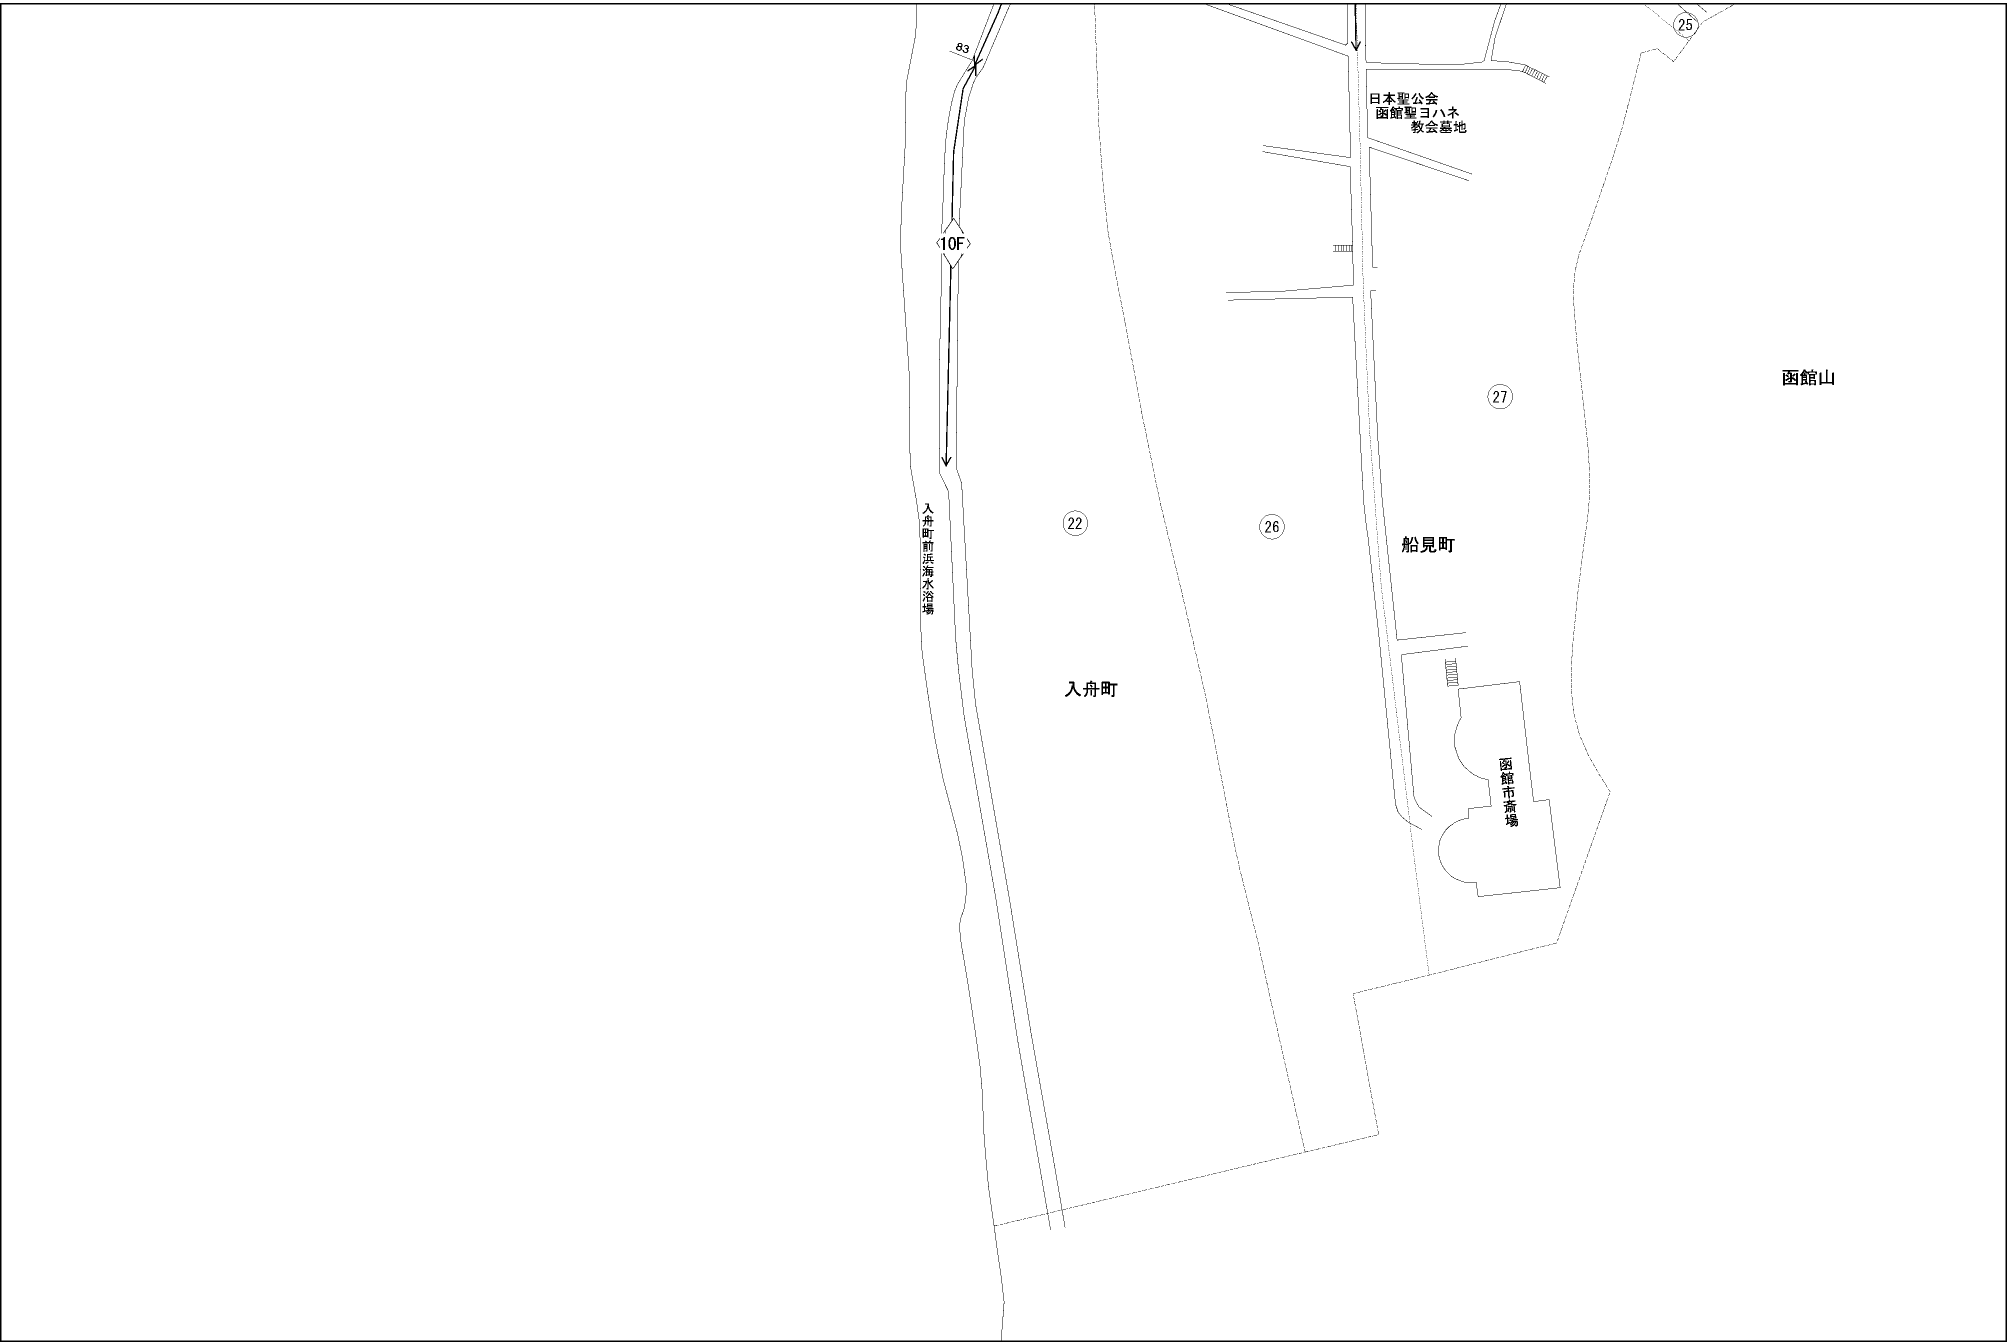 25
83
日本聖公会
函館聖ヨハネ
教会墓地
10F
函館山
27
入舟町前浜海水浴場
22
26
船見町
入舟町
函館市斎場